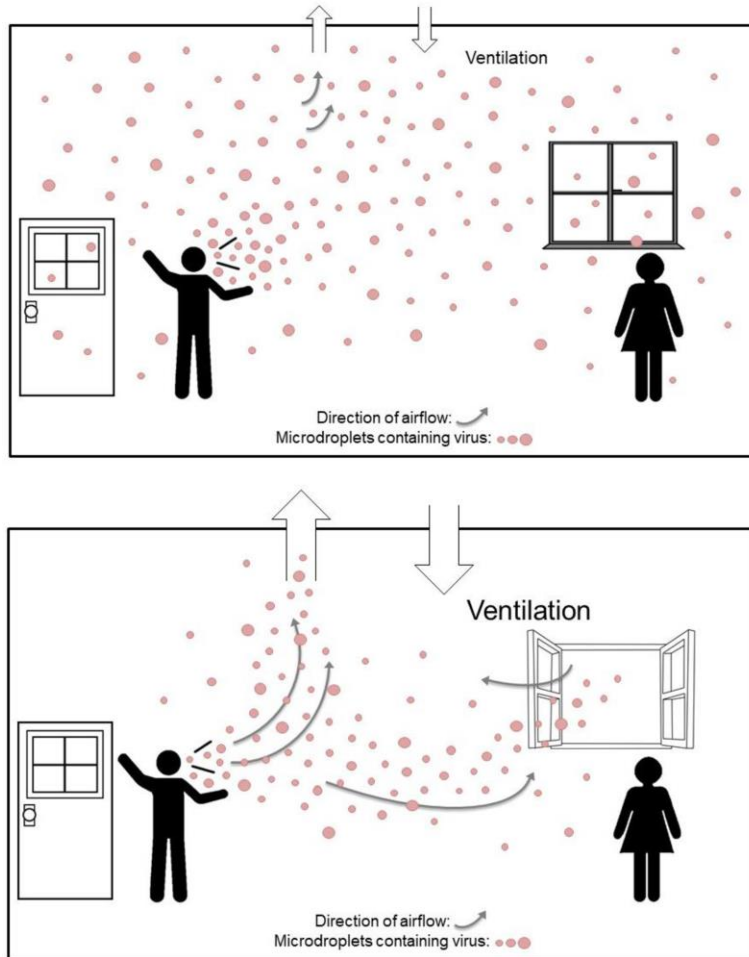 Ventilation
Direction of airflow:
Microdroplets containing virus:
Ventilation
Direction of airflow:
Microdroplets containing virus: